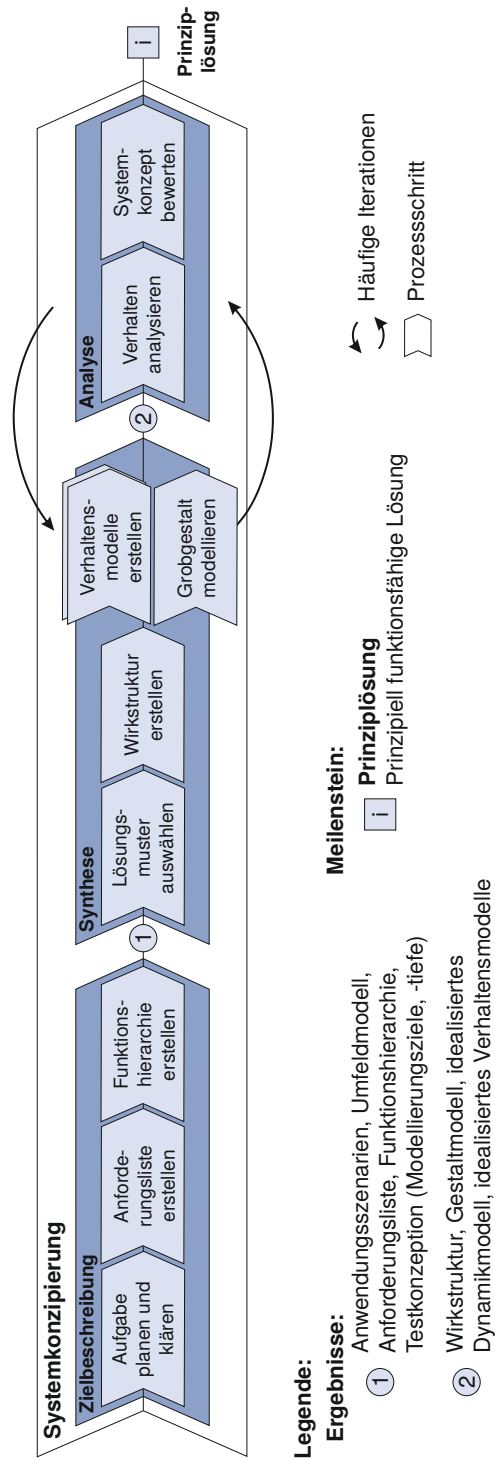 Systemkonzipierung
Zielbeschreibung
Aufgabe
planen und
klären
Anforde-
rungsliste
erstellen
Funktions-
hierarchie
erstellen
1
Synthese
Lösungs-
muster
auswählen
Wirkstruktur
erstellen
Verhaltens-
modelle
erstellen
Grobgestalt
modellieren
2
Analyse
Verhalten
analysieren
System-
konzept
bewerten
i
Prinzip-
lösung
Legende:
Ergebnisse:
1
Anwendungsszenarien, Umfeldmodell,
Anforderungsliste, Funktionshierarchie,
Testkonzeption (Modellierungsziele, -tiefe)
2
Wirkstruktur, Gestaltmodell, idealisiertes
Dynamikmodell, idealisiertes Verhaltensmodelle
Meilenstein:
i
Prinziplösung
Prinzipiell funktionsfähige Lösung
Häufige Iterationen
Prozessschritt